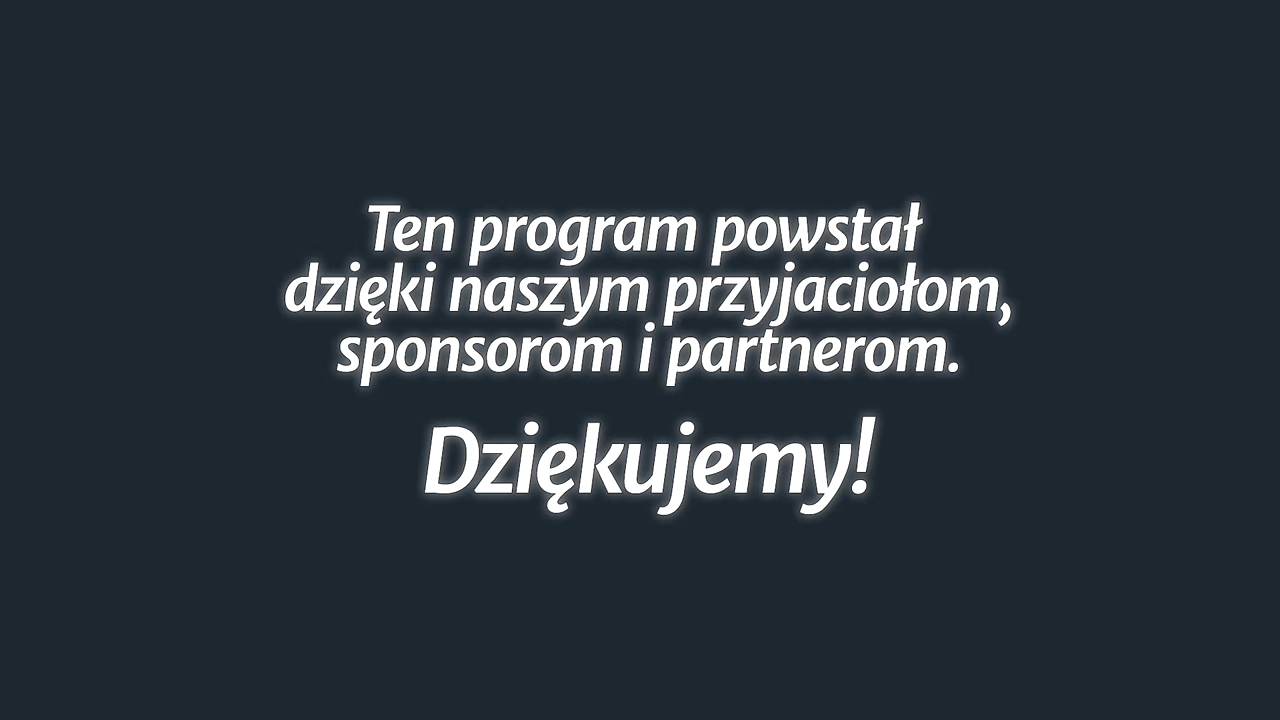 Ten program powstał
dzięki naszym przyjaciołom,
sponsorom i partnerom.
Dziękujemy!